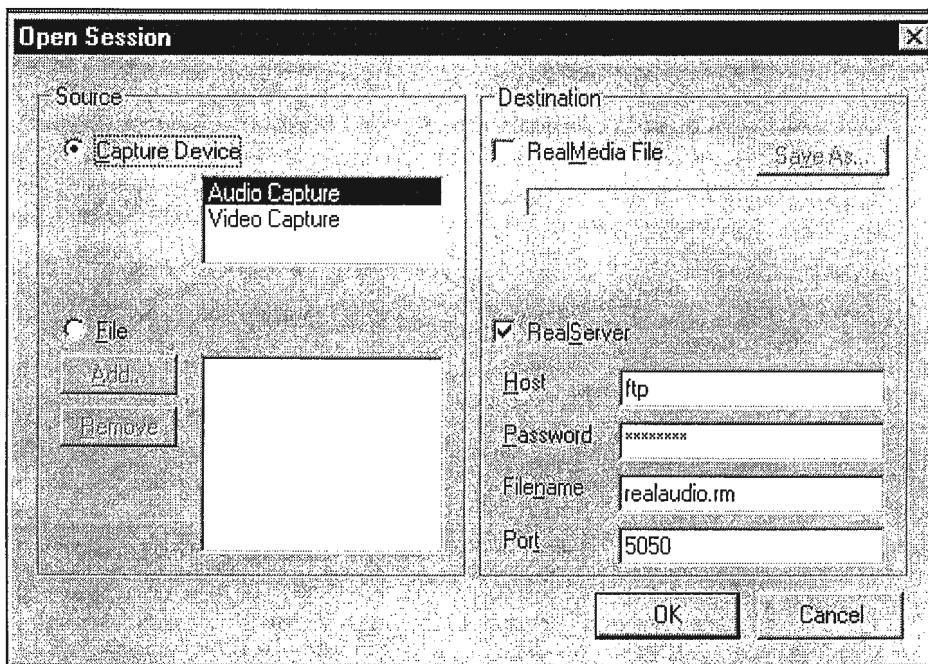 Open Session
Source
Capture Device
Audio Capture
Video Capture
File
Add...
Remove
Destination
RealMedia File
Save As...
RealServer
Host
ftp
Password
********
Filename
realaudio.rm
Port
5050
OK
Cancel